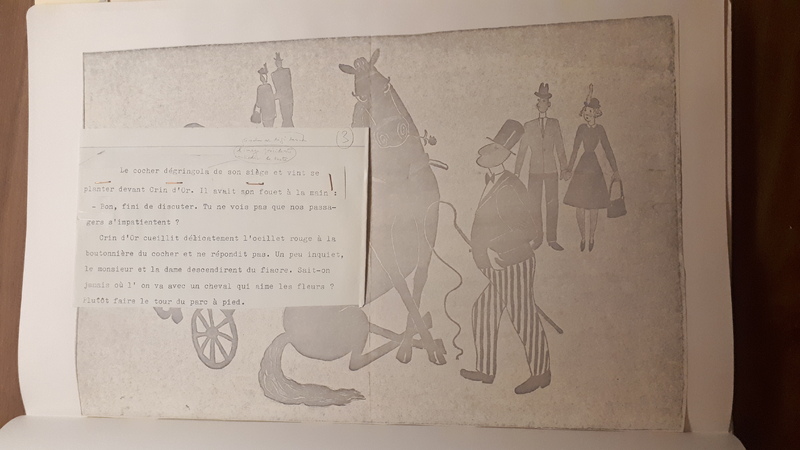 (3)
Le cocher dégringola de son siège et vint se
planter devant Crin d'Or. Il avait son fouet à la main :
- Bon, fini de discuter. Tu ne vois pas que nos passa-
gers s'impatientent ?
Crin d'Or cueillit délicatement l'oeillet rouge à la
boutonnière du cocher et ne répondit pas. Un peu inquiet,
le monsieur et la dame descendirent du fiacre. Sait-on
jamais où l' on va avec un cheval qui aime les fleurs ?
Plutôt faire le tour du parc à pied.